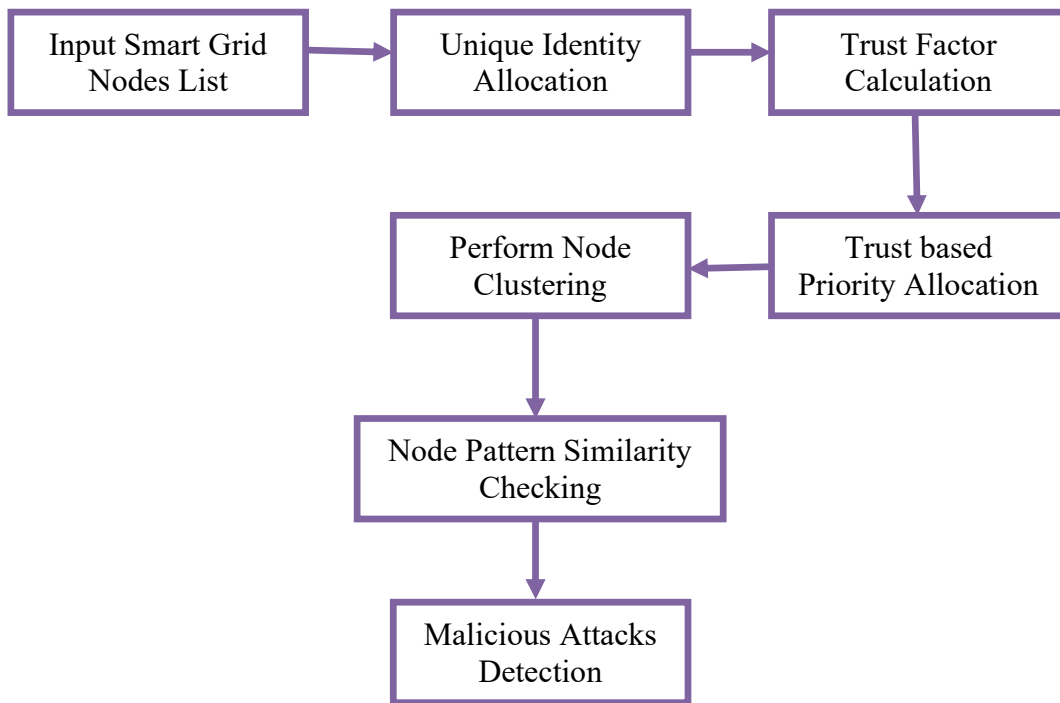 Input Smart Grid
Nodes List
Unique Identity
Allocation
Trust Factor
Calculation
Trust based
Priority Allocation
Perform Node
Clustering
Node Pattern Similarity
Checking
Malicious Attacks
Detection